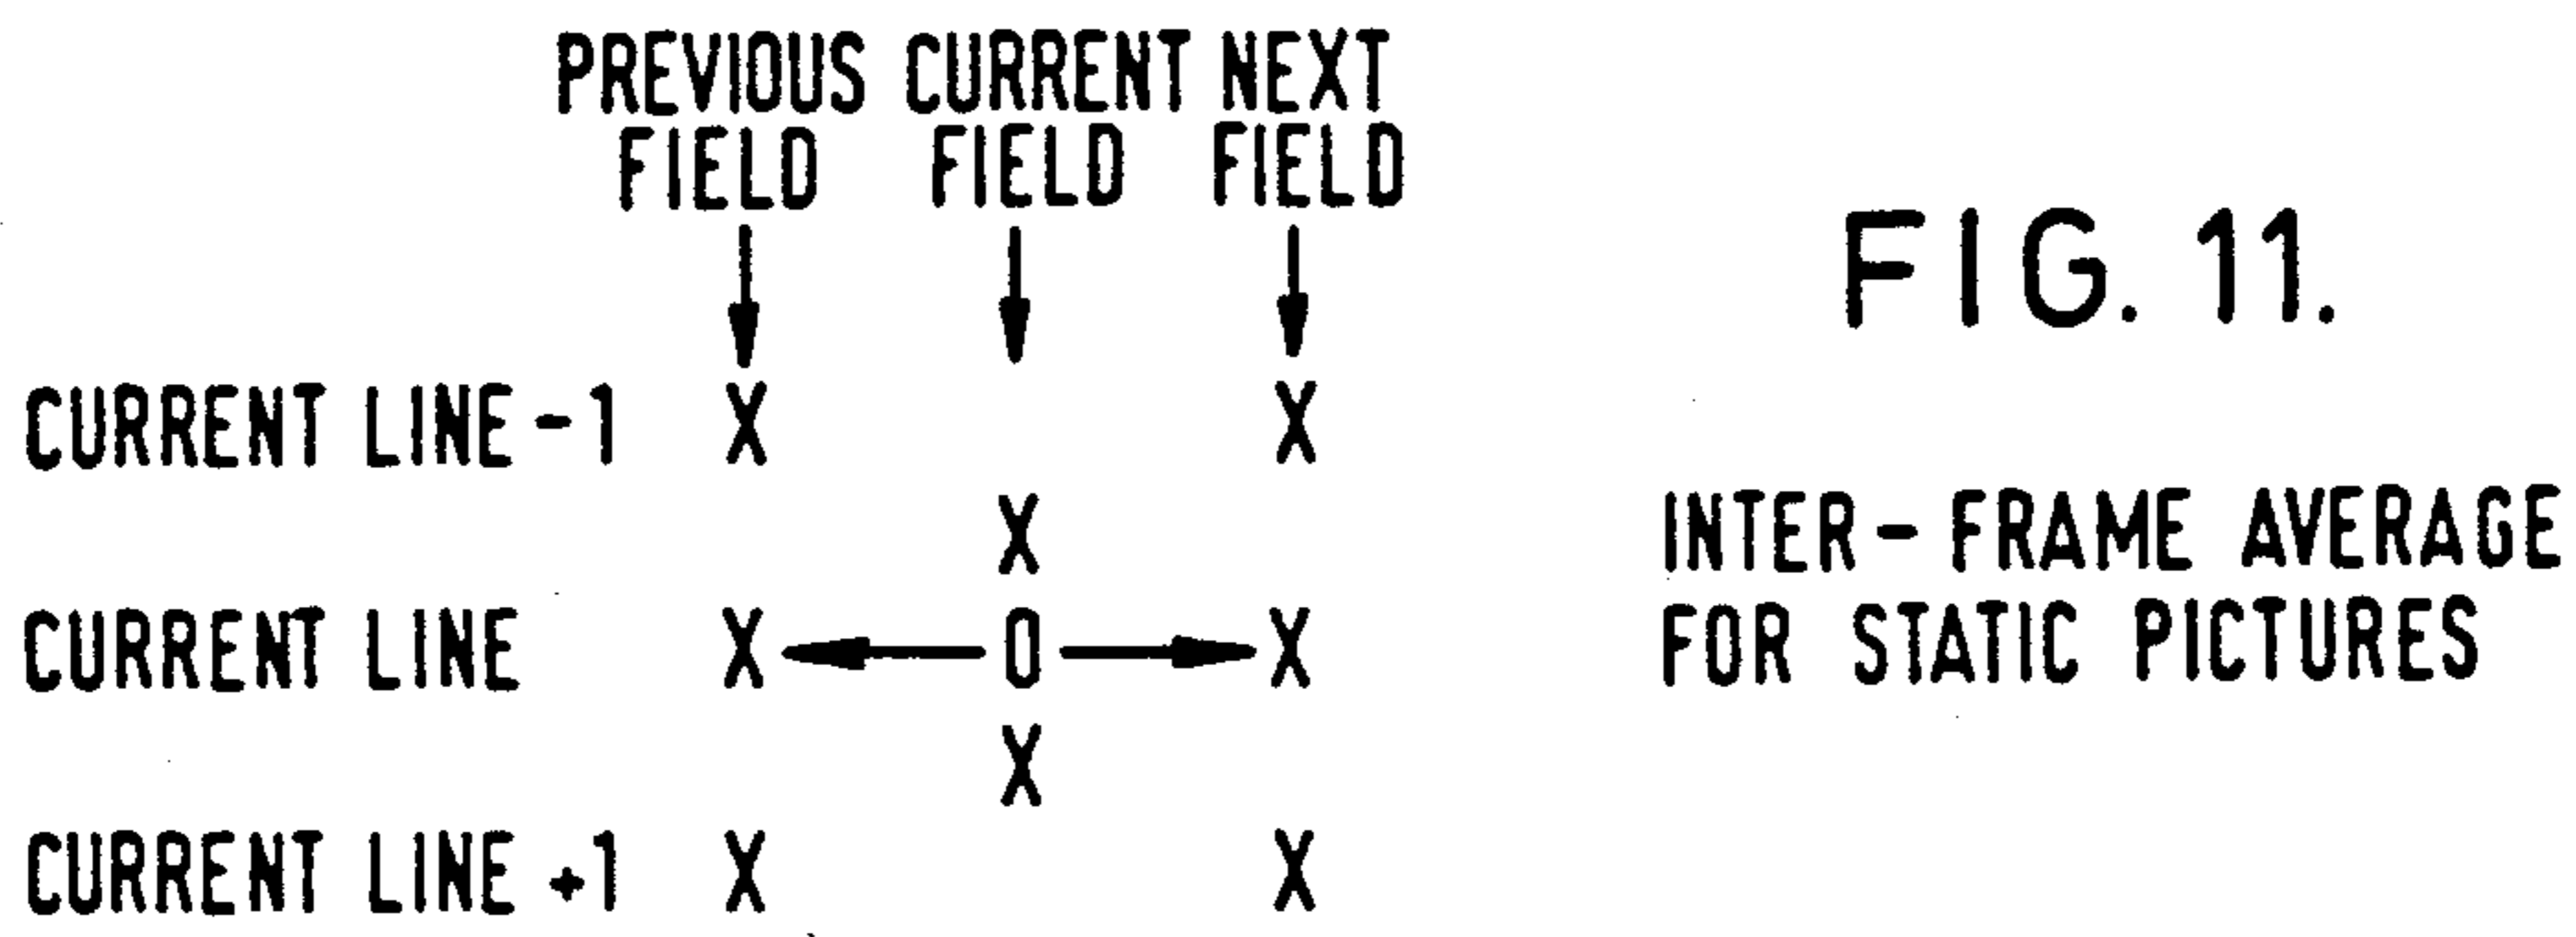 PREVIOUS CURRENT NEXT
FIELD FIELD FIELD
FIG. 11.
CURRENT LINE - 1 X X
X
INTER - FRAME AVERAGE
CURRENT LINE X O X
FOR STATIC PICTURES
X
CURRENT LINE + 1 X X